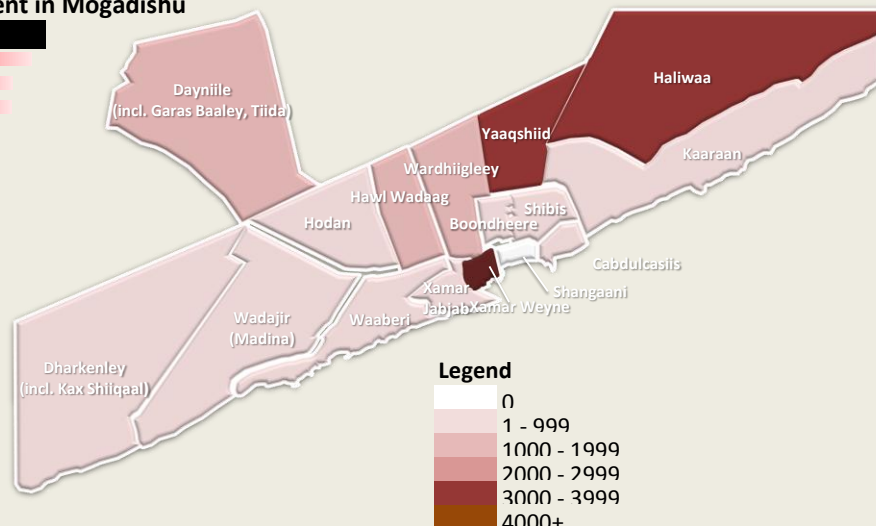 ent in Mogadishu
Dayniile
(incl. Garas Baaley, Tiida)
Haliwaa
Yaaqshiid
Kaaraan
Wardhiigleey
Hawl Wadaag
Hodan
Shibis
Boondheere
Cabdulcasiis
Shangaani
Xamar Weyne
Xamar
Jabjab
Waaberi
Wadajir
(Madina)
Dharkenley
(incl. Kax Shiiqaal)
Legend
0
1 - 999
1000 - 1999
2000 - 2999
3000 - 3999
4000+